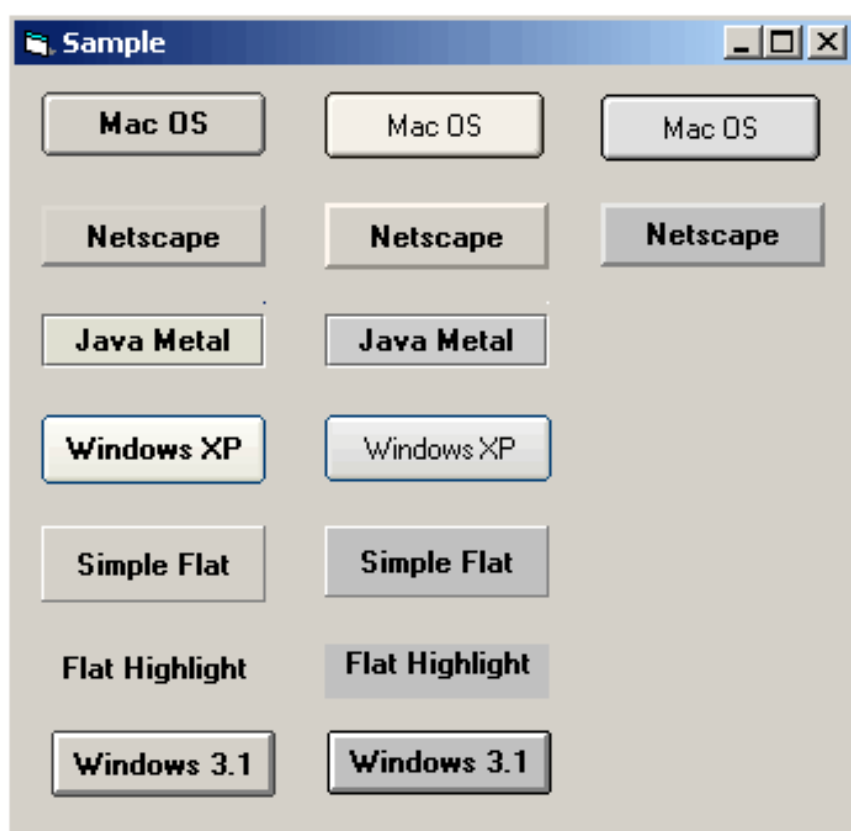 Sample
Mac OS Mac OS Mac OS
Netscape Netscape Netscape
Java Metal Java Metal
Windows XP Windows XP
Simple Flat Simple Flat
Flat Highlight Flat Highlight
Windows 3.1 Windows 3.1